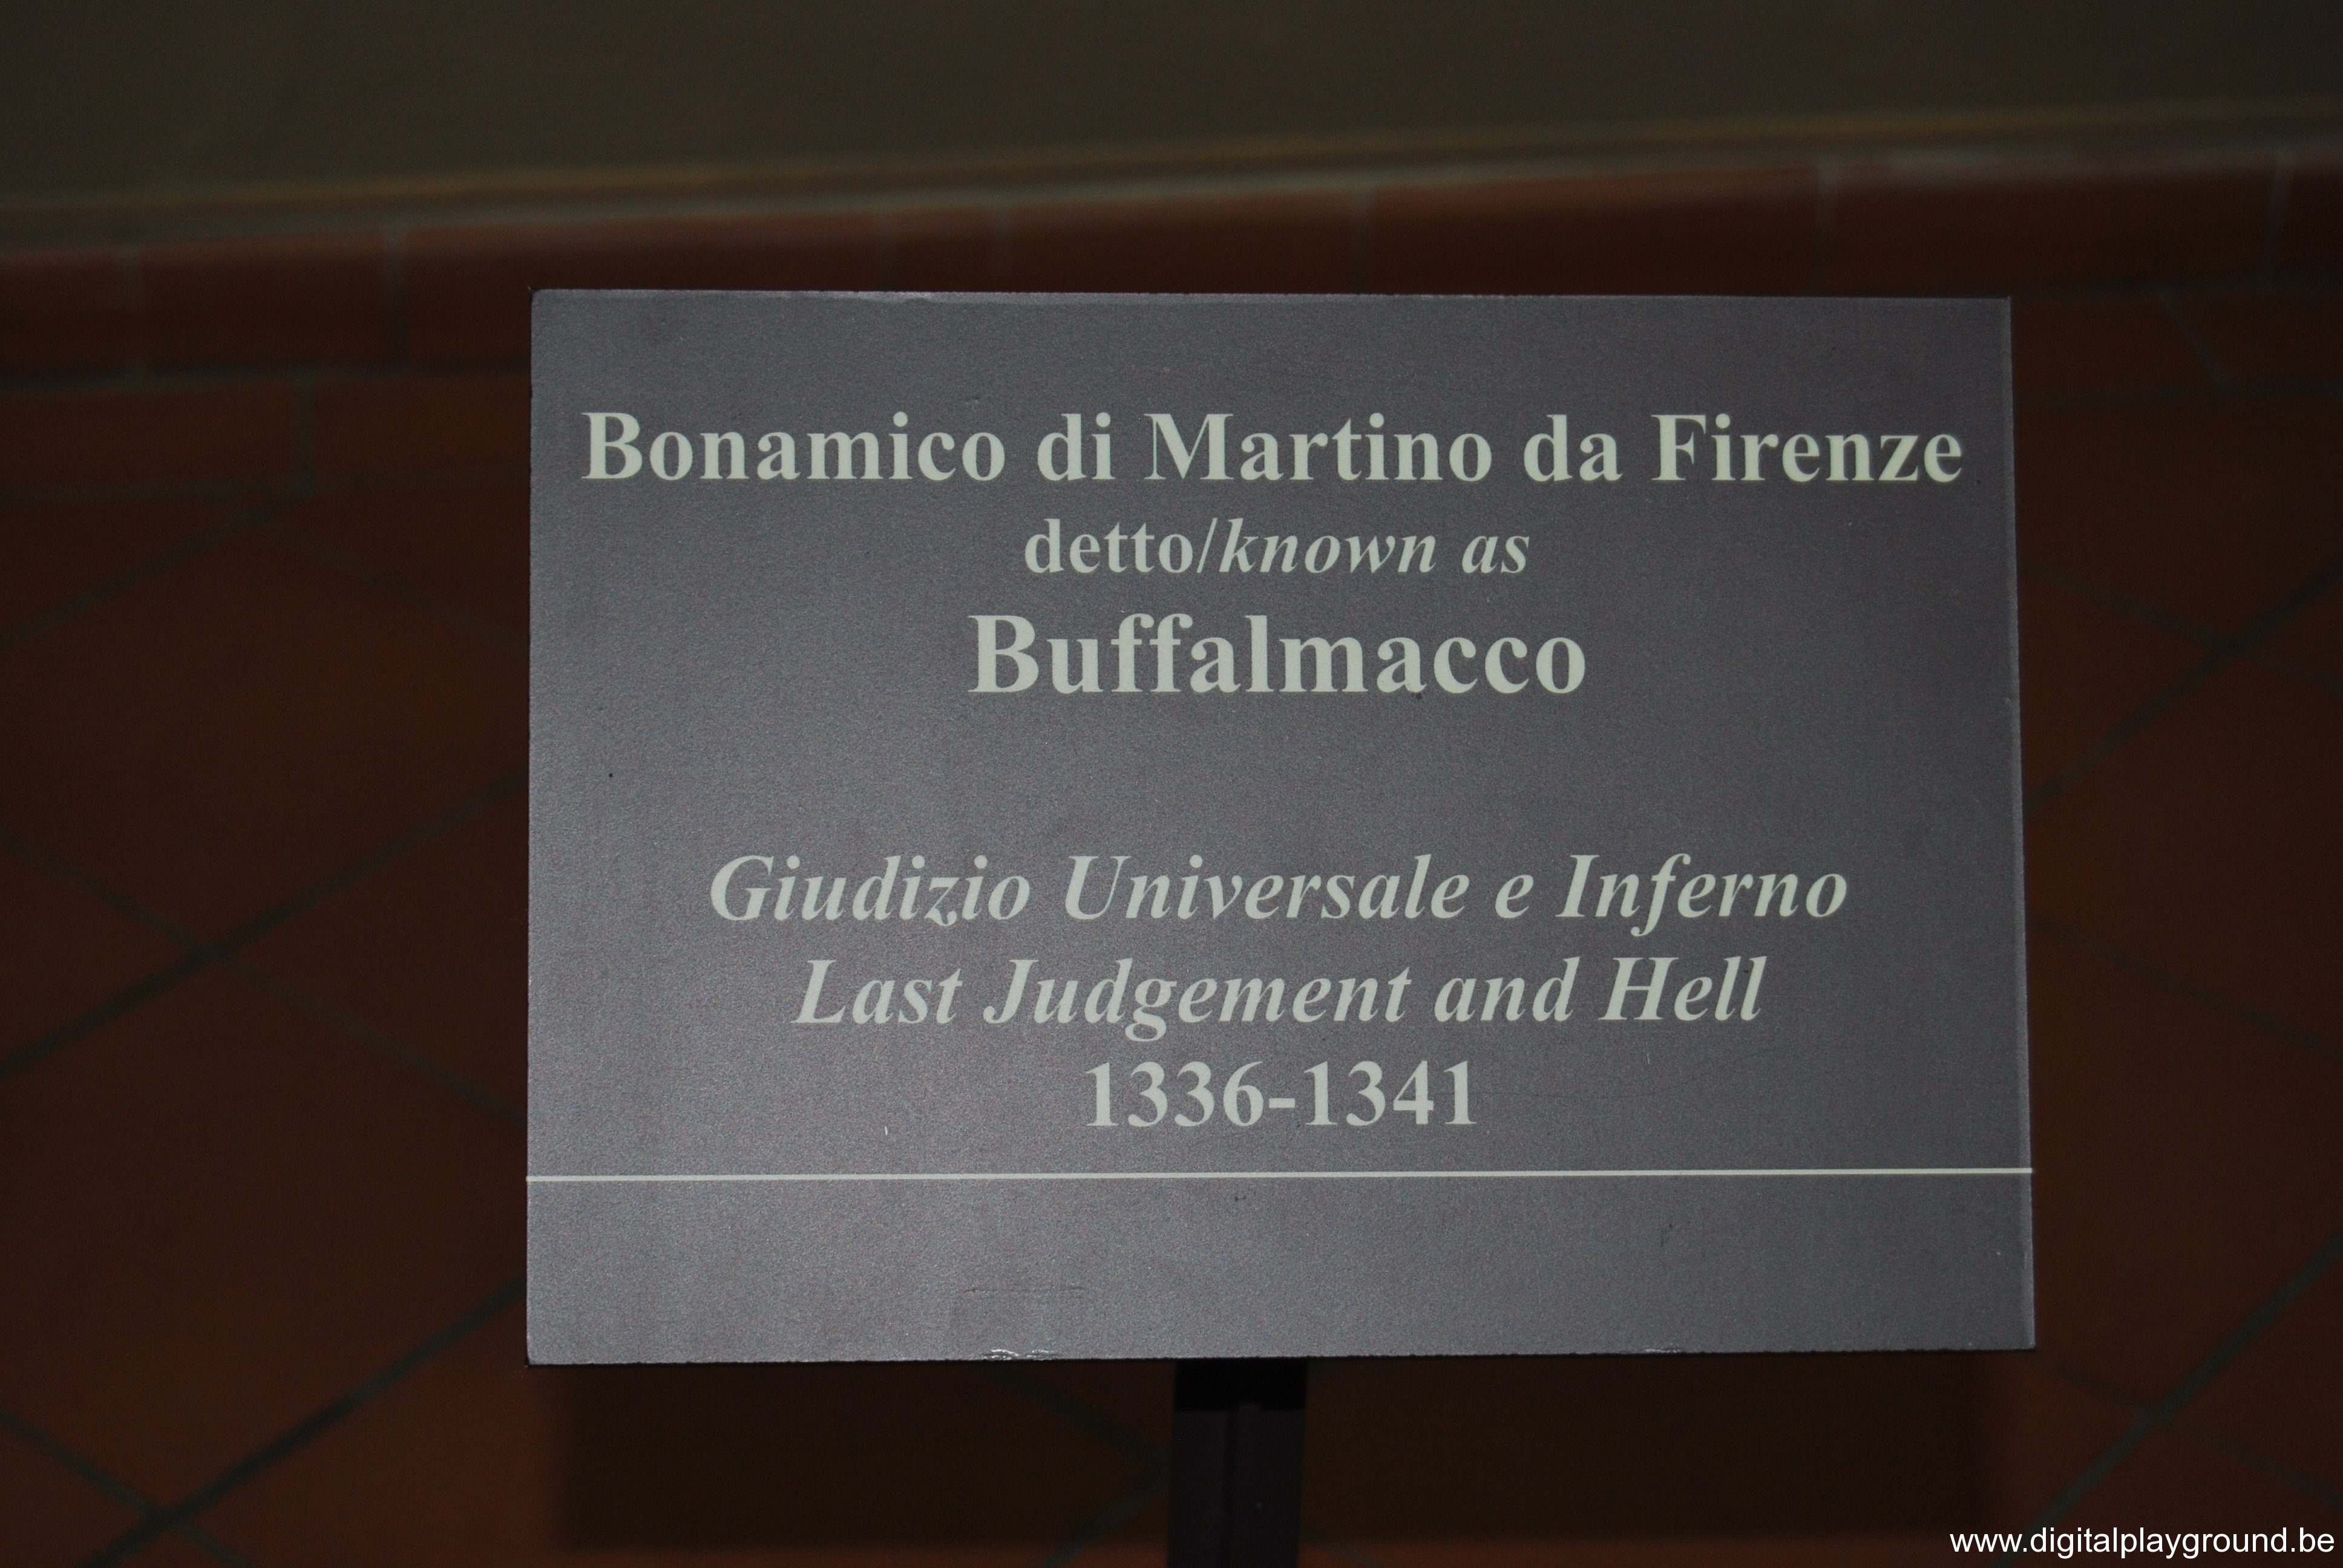 Bonamico di Martino da Firenze
detto/known as
Buffalmacco
Giudizio Universale e Inferno
Last Judgement and Hell
1336-1341
www.digitalplayground.be